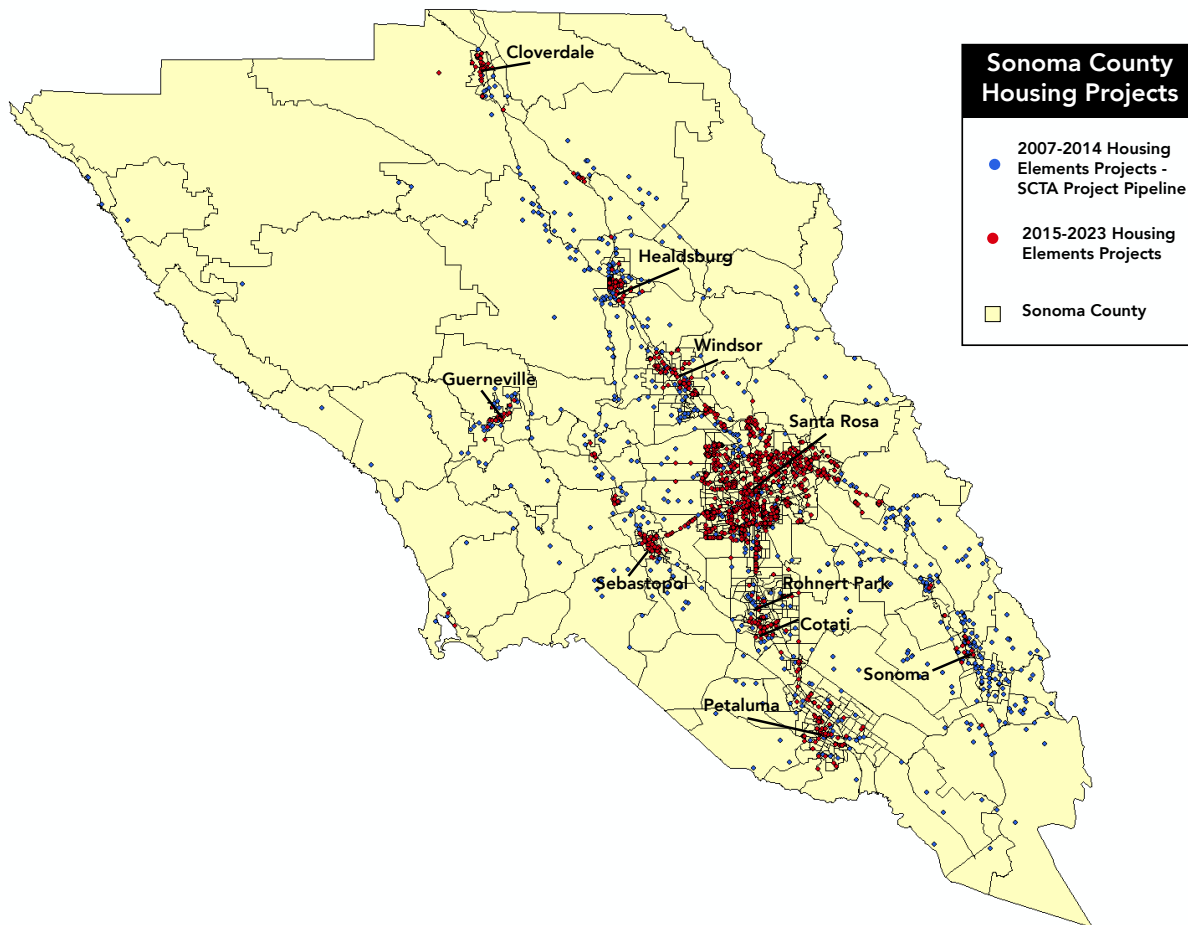 Cloverdale
Sonoma County
Housing Projects
2007-2014 Housing
Elements Projects -
SCTA Project Pipeline
2015-2023 Housing
Elements Projects
Sonoma County
Healdsburg
Windsor
Guerneville
Santa Rosa
Sebastopol
Rohnert Park
Cotati
Sonoma
Petaluma